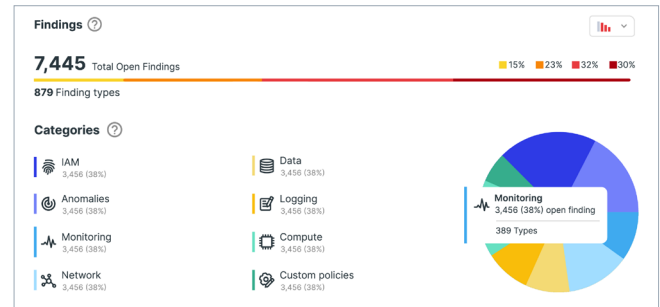 Findings ?
7,445 Total Open Findings
15% 23% 32% 30%
879 Finding types
Categories ?
IAM
3,456 (38%)
Data
3,456 (38%)
Anomalies
3,456 (38%)
Logging
3,456 (38%)
Monitoring
3,456 (38%)
Compute
3,456 (38%)
Network
3,456 (38%)
Custom policies
3,456 (38%)
Monitoring
3,456 (38%) open finding
389 Types